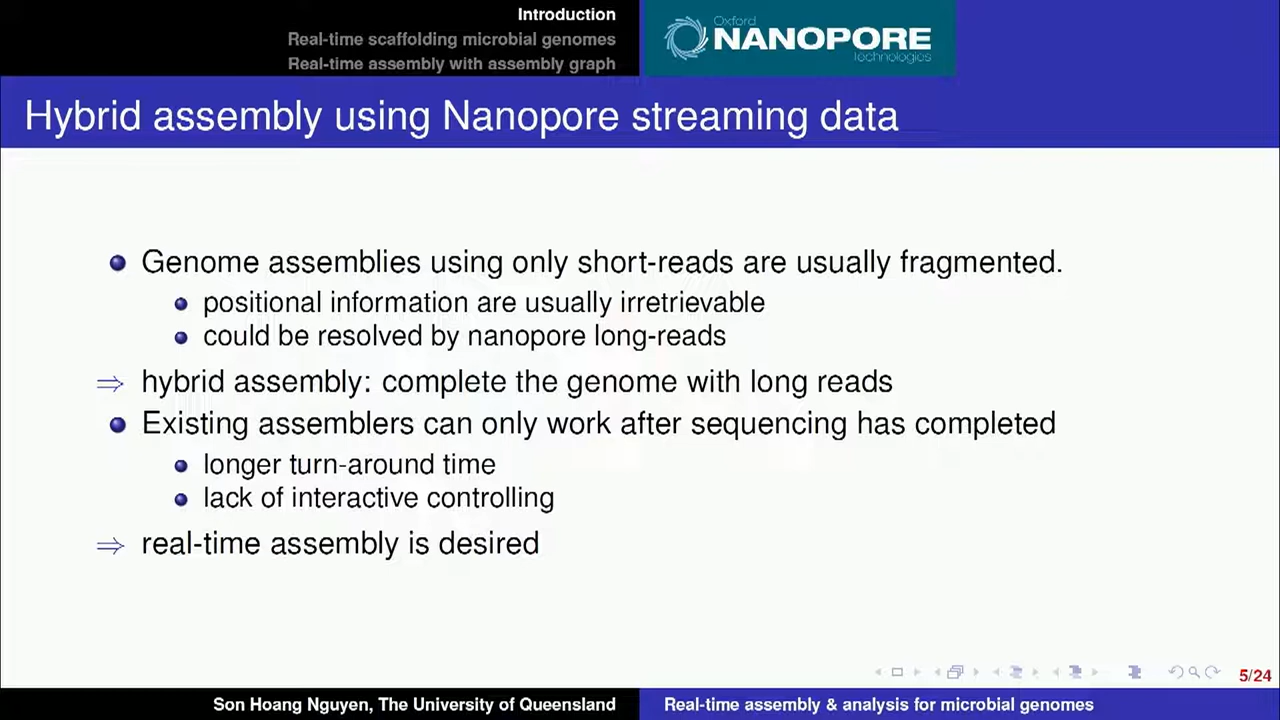 Introduction
Real-time scaffolding microbial genomes
Real-time assembly with assembly graph
Oxford
NANOPORE
Technologies
Hybrid assembly using Nanopore streaming data
Genome assemblies using only short-reads are usually fragmented.
positional information are usually irretrievable
could be resolved by nanopore long-reads
⇒ hybrid assembly: complete the genome with long reads
Existing assemblers can only work after sequencing has completed
longer turn-around time
lack of interactive controlling
⇒ real-time assembly is desired
5/24
Son Hoang Nguyen, The University of Queensland
Real-time assembly & analysis for microbial genomes